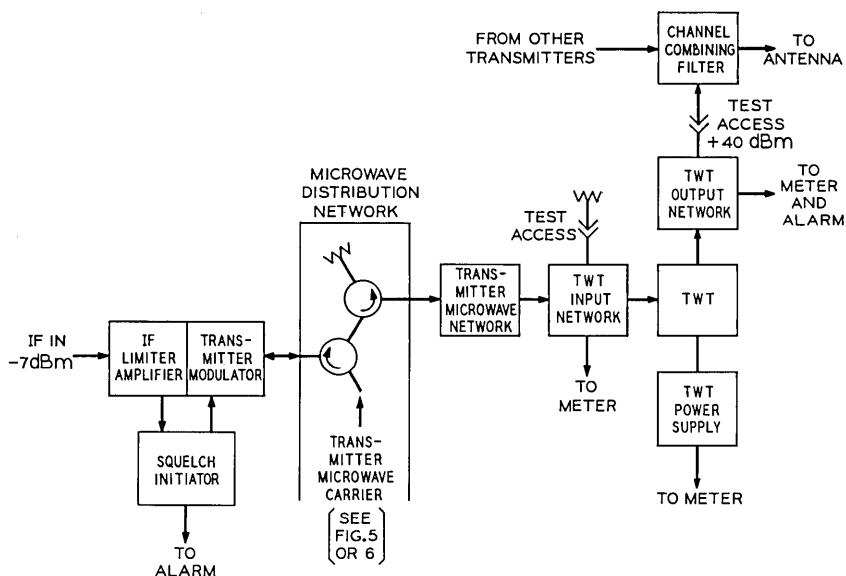 FROM OTHER
TRANSMITTERS
CHANNEL
COMBINING
FILTER
TO
ANTENNA
TEST
ACCESS
+40 dBm
MICROWAVE
DISTRIBUTION
NETWORK
TWT
OUTPUT
NETWORK
TO
METER
AND
ALARM
TEST
ACCESS
TRANS-
MITTER
MICROWAVE
NETWORK
TWT
INPUT
NETWORK
TWT
IF IN
-7dBm
IF
LIMITER
AMPLIFIER
TRANS-
MITTER
MODULATOR
TO
METER
TWT
POWER
SUPPLY
SQUELCH
INITIATOR
TRANS-
MITTER
MICROWAVE
CARRIER
(SEE
FIG.5
OR 6)
TO METER
TO
ALARM